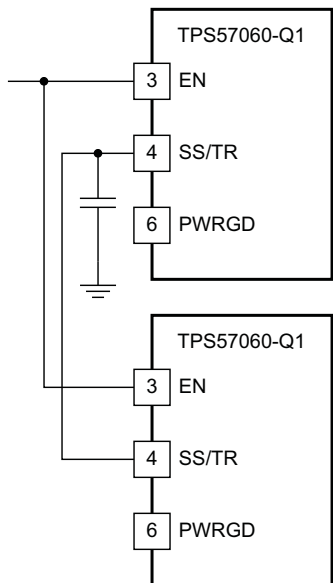 TPS57060-Q1
3 EN
4 SS/TR
6 PWRGD
TPS57060-Q1
3 EN
4 SS/TR
6 PWRGD